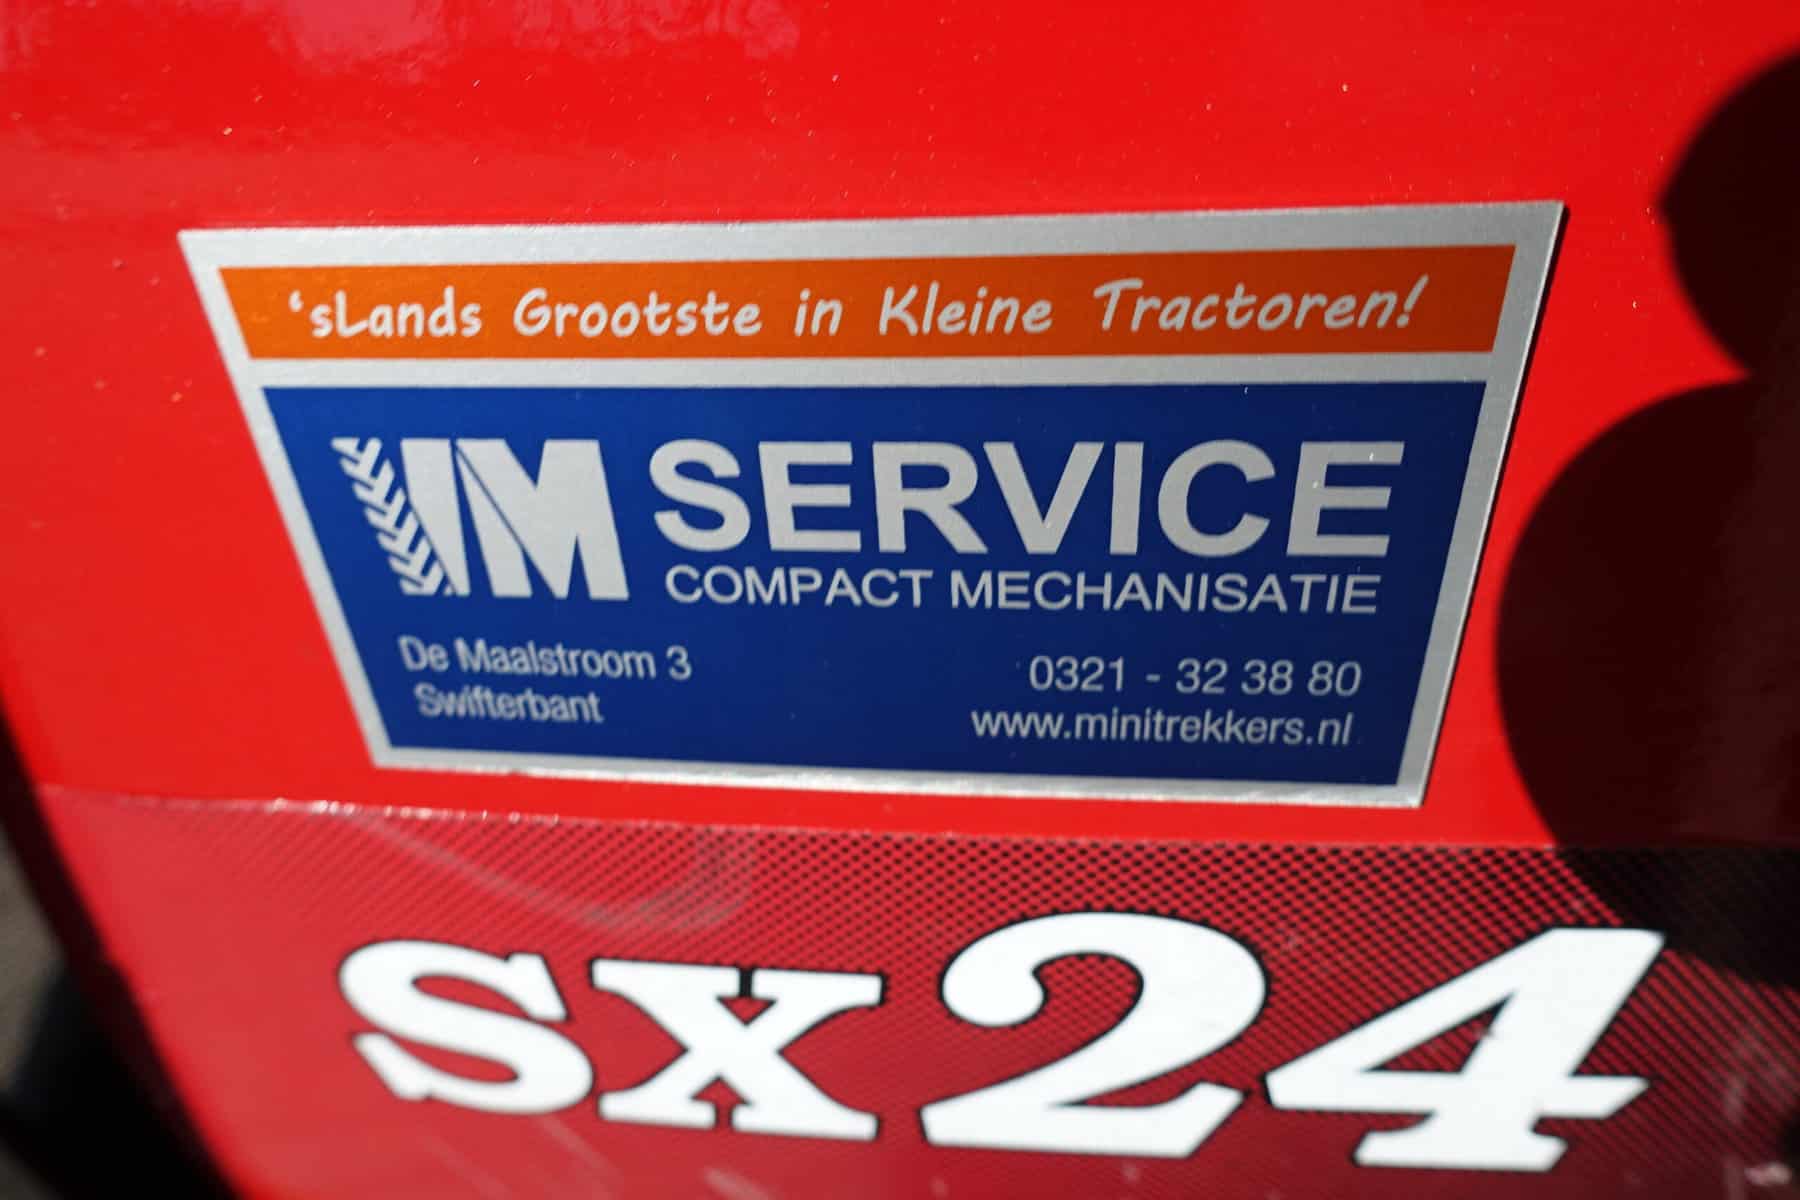 ‘sLands Grootste in Kleine Tractoren!
IM SERVICE
COMPACT MECHANISATIE
De Maalstroom 3
Swifterbant
0321 - 32 38 80
www.minitrekkers.nl
SX24